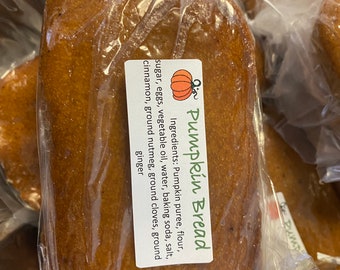 Pumpkin Bread
Ingredients: Pumpkin puree, flour,
sugar, eggs, vegetable oil, water, baking soda, salt,
cinnamon, ground nutmeg, ground cloves, ground
ginger